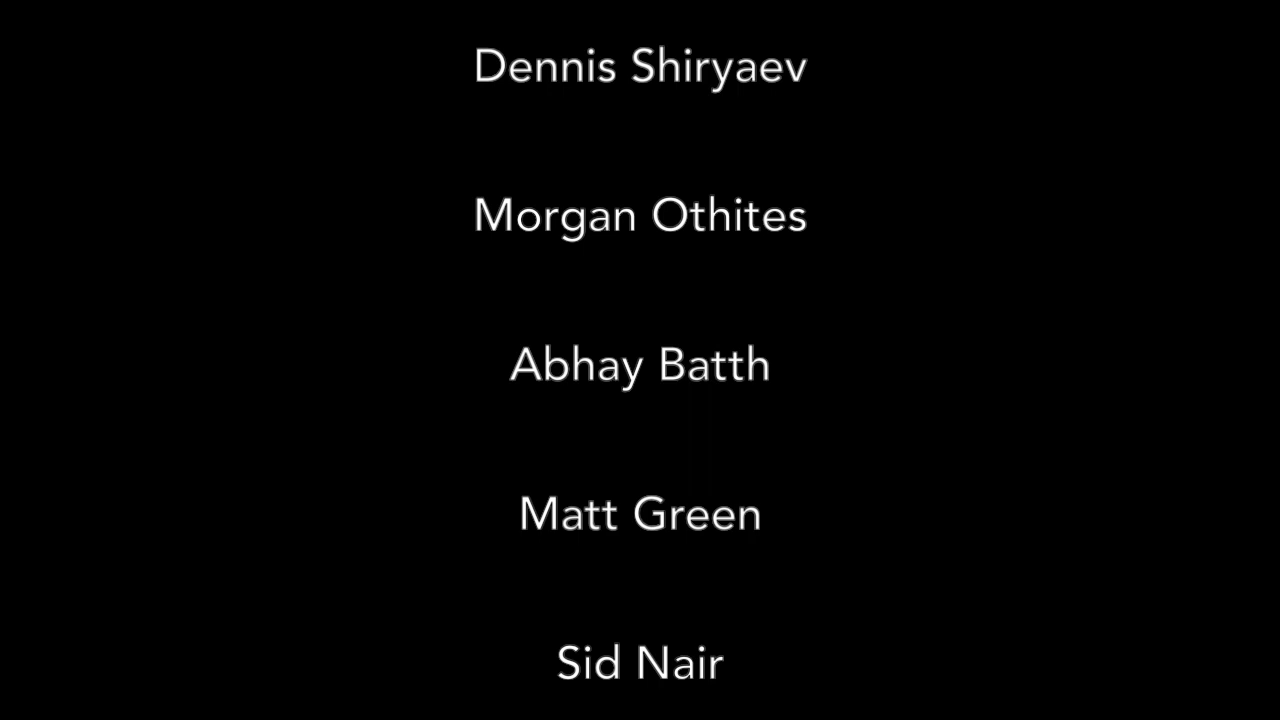 Dennis Shiryaev
Morgan Othites
Abhay Batth
Matt Green
Sid Nair